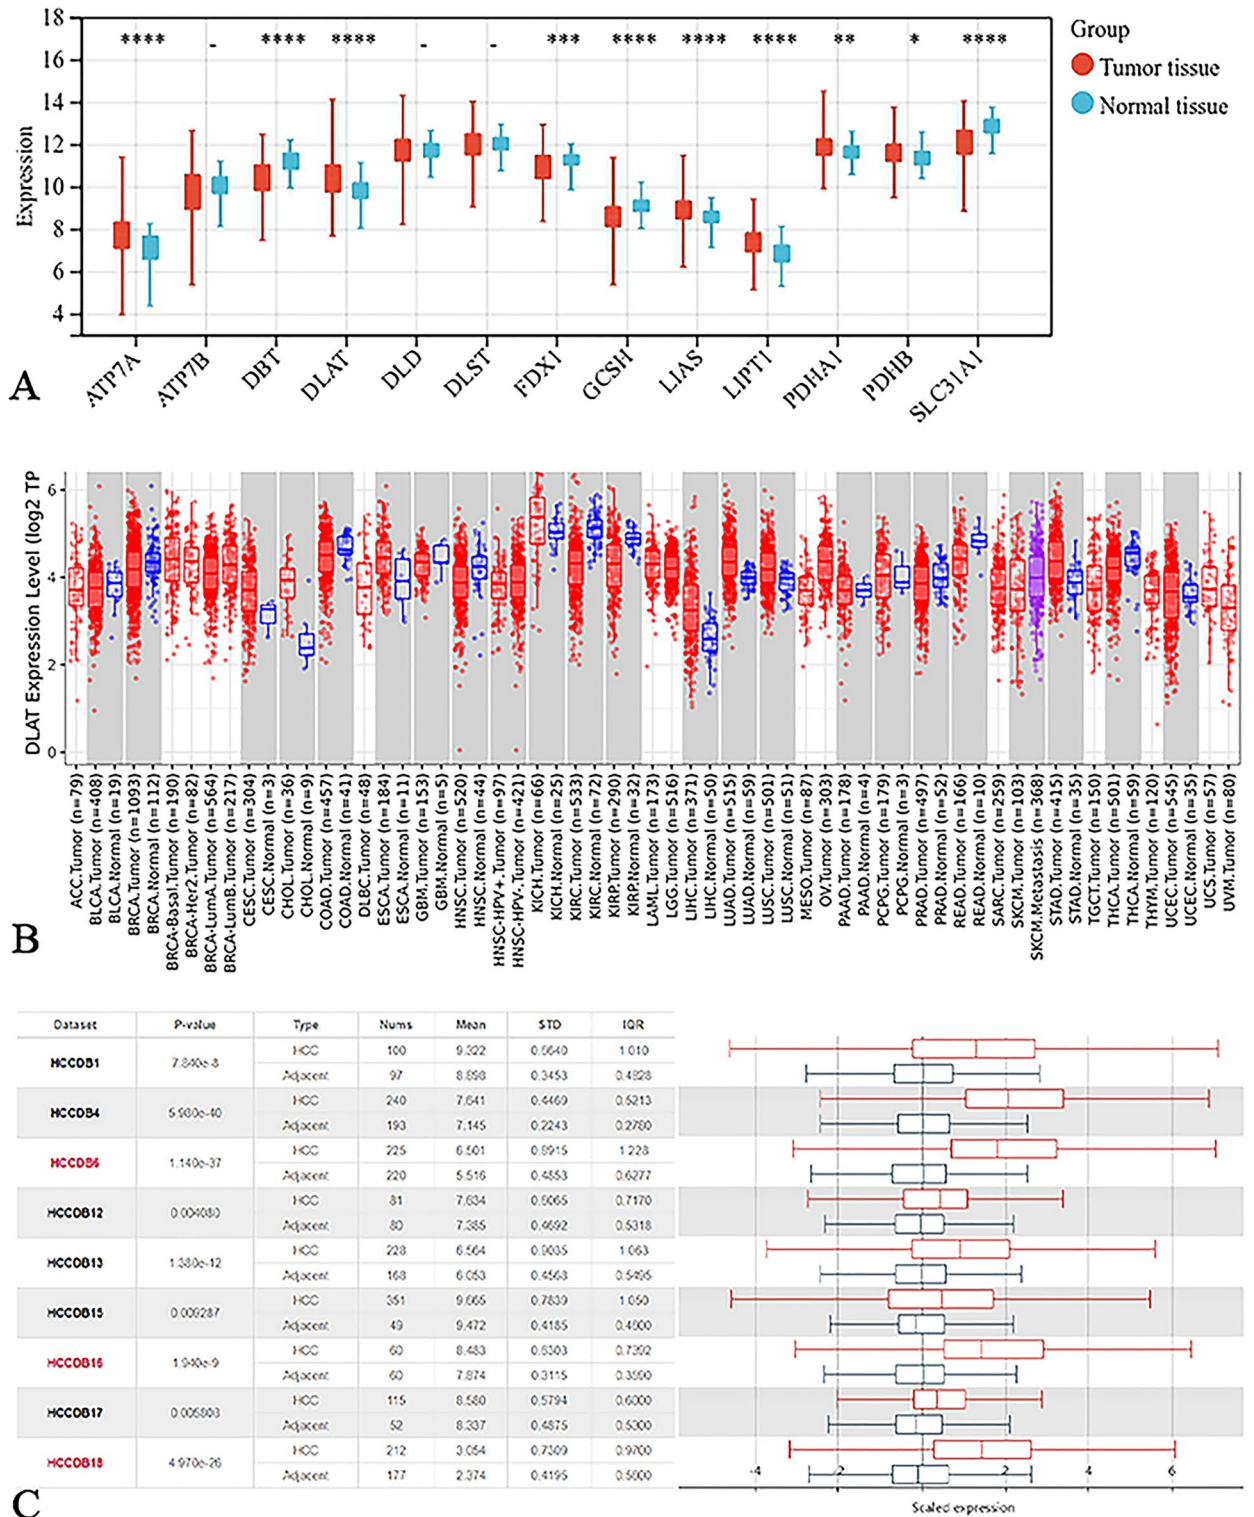 18
16
14
12
10
8
6
4
Expression
**** - **** **** - - *** **** **** **** ** * ****
Group
Tumor tissue
Normal tissue
ATP7A
ATP7B
DBT
DLAT
DLD
DLST
FDX1
GCSH
LIAS
LIPT1
PDHA1
PDHB
SLC31A1
A
DLAT Expression Level (log2 TP
6
4
2
0
ACC.Tumor (n=79)
BLCA.Tumor (n=408)
BLCA.Normal (n=19)
BRCA.Tumor (n=1093)
BRCA.Normal (n=112)
BRCA-Basal.Tumor (n=190)
BRCA-Her2.Tumor (n=82)
BRCA-LumA.Tumor (n=564)
BRCA-LumB.Tumor (n=217)
CESC.Tumor (n=304)
CESC.Normal (n=3)
CHOL.Tumor (n=36)
CHOL.Normal (n=9)
COAD.Tumor (n=457)
COAD.Normal (n=41)
DLBC.Tumor (n=48)
ESCA.Tumor (n=184)
ESCA.Normal (n=11)
GBM.Tumor (n=153)
GBM.Normal (n=5)
HNSC.Tumor (n=520)
HNSC.Normal (n=44)
HNSC-HPV+.Tumor (n=97)
HNSC-HPV-.Tumor (n=421)
KICH.Tumor (n=66)
KICH.Normal (n=25)
KIRC.Tumor (n=533)
KIRC.Normal (n=72)
KIRP.Tumor (n=290)
KIRP.Normal (n=32)
LAML.Tumor (n=173)
LGG.Tumor (n=516)
LIHC.Tumor (n=371)
LIHC.Normal (n=50)
LUAD.Tumor (n=515)
LUAD.Normal (n=59)
LUSC.Tumor (n=501)
LUSC.Normal (n=51)
MESO.Tumor (n=87)
OV.Tumor (n=303)
PAAD.Tumor (n=178)
PAAD.Normal (n=4)
PCPG.Tumor (n=179)
PCPG.Normal (n=3)
PRAD.Tumor (n=497)
PRAD.Normal (n=52)
READ.Tumor (n=166)
READ.Normal (n=10)
SARC.Tumor (n=259)
SKCM.Tumor (n=103)
SKCM.Metastasis (n=368)
STAD.Tumor (n=415)
STAD.Normal (n=35)
TGCT.Tumor (n=150)
THCA.Tumor (n=501)
THCA.Normal (n=59)
THYM.Tumor (n=120)
UCEC.Tumor (n=545)
UCEC.Normal (n=35)
UCS.Tumor (n=57)
UVM.Tumor (n=80)
B
Dataset P-value Type Nums Mean STD IQR
HCCDB1 7.840e-8
HCC 100 9.322 1.010
Adjacent 97 8.898 0.3453 0.4828
HCCDB4 5.980e-40
HCC 240 7.641 0.4469 0.5213
Adjacent 193 7.145 0.2243 0.2780
HCCDB6 1.140e-37
HCC 225 6.501 0.8915 1.228
Adjacent 220 5.516 0.4853 0.6277
HCCDB12 0.004080
HCC 81 7.634 0.7170
Adjacent 80 7.385 0.4692 0.5318
HCCDB13 1.380e-12
HCC 228 6.564 0.9035 1.063
Adjacent 168 6.053 0.4568 0.5495
HCCDB15 0.009287
HCC 351 9.665 0.7839 1.050
Adjacent 49 9.472 0.4185
HCCDB16 1.940e-9
HCC 60 8.483 0.7392
Adjacent 60 7.874 0.3115
HCCDB17
HCC 115 8.580 0.5794 0.6000
Adjacent 52 8.337 0.4875 0.5300
HCCDB18 4.970e-26
HCC 212 3.054 0.7309 0.9700
Adjacent 177 2.374 0.4195
-4 -2 0 2 4 6
Scaled expression
C